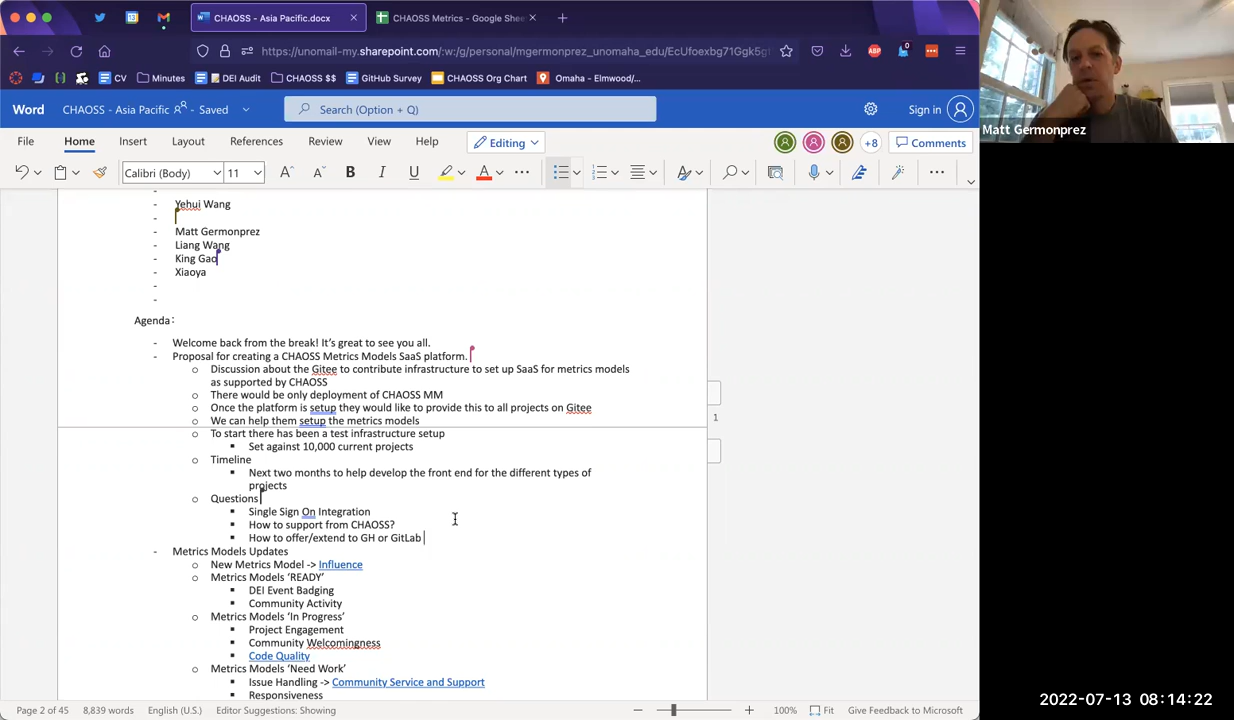 CHAOSS - Asia Pacific.docx
CHAOSS Metrics - Google Shee
https://unomail-my.sharepoint.com/:w:/g/personal/mgermonprez_unomaha_edu/EcUfoexbg71Ggk5g
CV
Minutes
DEI Audit
CHAOSS $$
GitHub Survey
CHAOSS Org Chart
Omaha - Elmwood/...
Matt Germonprez
Word
CHAOSS - Asia Pacific
- Saved
Search (Option + Q)
Sign in
File
Home
Insert
Layout
References
Review
View
Help
Editing
+8
Comments
Calibri (Body)
11
- Yehui Wang
-
- Matt Germonprez
- Liang Wang
- King Gao
- Xiaoya
-
-
Agenda:
- Welcome back from the break! It's great to see you all.
- Proposal for creating a CHAOSS Metrics Models SaaS platform.
o Discussion about the Gitee to contribute infrastructure to set up SaaS for metrics models
as supported by CHAOSS
o There would be only deployment of CHAOSS MM
o Once the platform is setup they would like to provide this to all projects on Gitee
o We can help them setup the metrics models
o To start there has been a test infrastructure setup
▪ Set against 10,000 current projects
o Timeline
▪ Next two months to help develop the front end for the different types of
projects
o Questions
▪ Single Sign On Integration
▪ How to support from CHAOSS?
▪ How to offer/extend to GH or GitLab
- Metrics Models Updates
o New Metrics Model -> Influence
o Metrics Models 'READY'
▪ DEI Event Badging
▪ Community Activity
o Metrics Models 'In Progress'
▪ Project Engagement
▪ Community Welcomingness
▪ Code Quality
o Metrics Models 'Need Work'
▪ Issue Handling -> Community Service and Support
▪ Responsiveness
1
Page 2 of 45
8,839 words
English (U.S.)
Editor Suggestions: Showing
100%
Fit
Give Feedback to Microsoft
2022-07-13 08:14:22